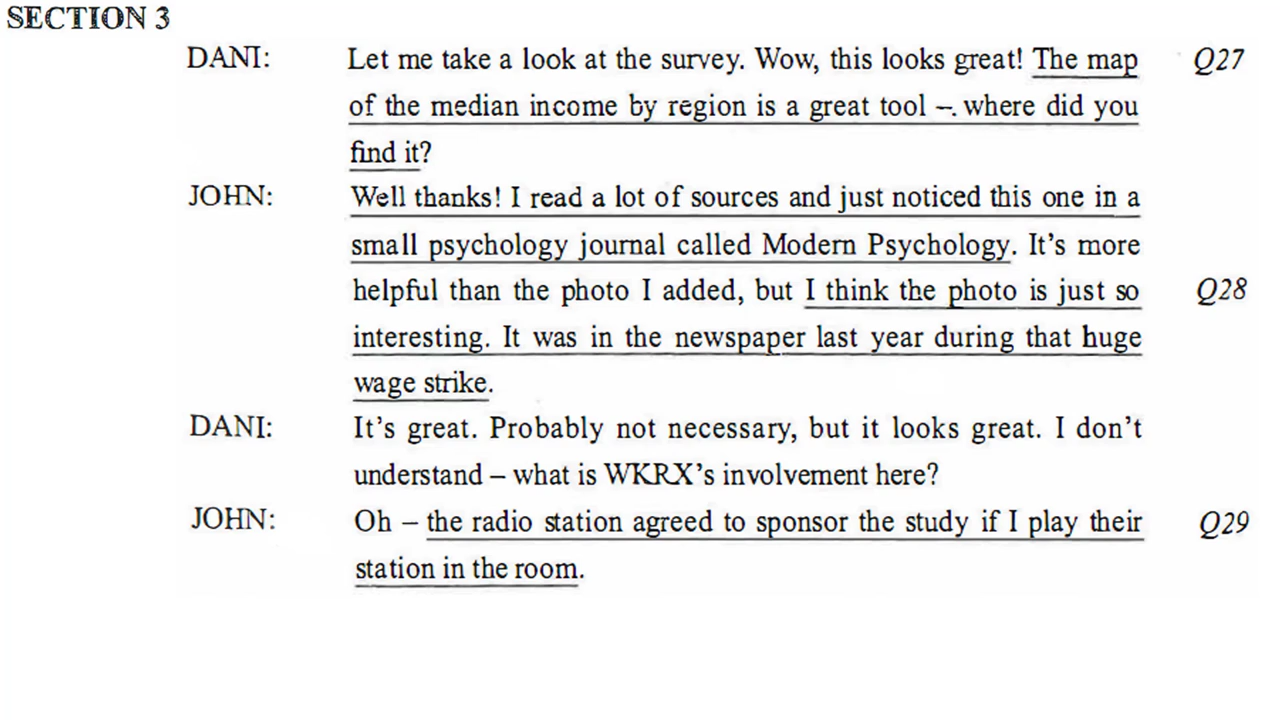 SECTION 3
DANI: Let me take a look at the survey. Wow, this looks great! The map Q27
of the median income by region is a great tool –. where did you
find it?
JOHN: Well thanks! I read a lot of sources and just noticed this one in a
small psychology journal called Modern Psychology. It's more
helpful than the photo I added, but I think the photo is just so Q28
interesting. It was in the newspaper last year during that huge
wage strike.
DANI: It's great. Probably not necessary, but it looks great. I don't
understand – what is WKRX's involvement here?
JOHN: Oh – the radio station agreed to sponsor the study if I play their Q29
station in the room.